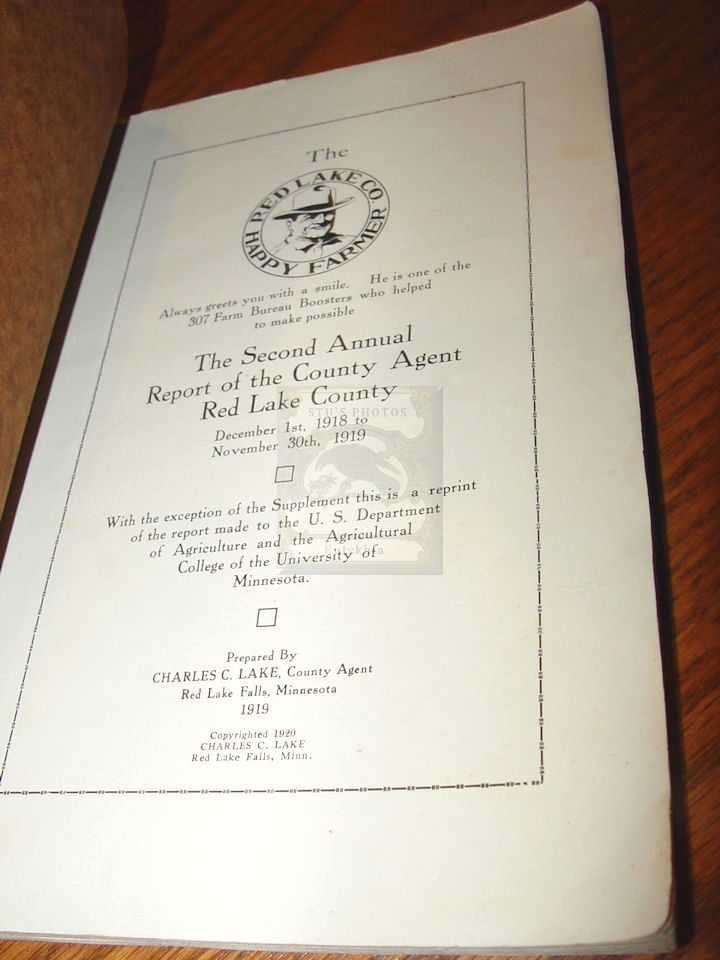 The
RED LAKE CO.
HAPPY FARMER
Always greets you with a smile. He is one of the
307 Farm Bureau Boosters who helped
to make possible
The Second Annual
Report of the County Agent
Red Lake County
STU'S PHOTOS
December 1st, 1918 to
November 30th, 1919
With the exception of the Supplement this is a reprint
of the report made to the U. S. Department
of Agriculture and the Agricultural
College of the University of
Minnesota.
Prepared By
CHARLES C. LAKE, County Agent
Red Lake Falls, Minnesota
1919
Copyrighted 1920
CHARLES C. LAKE
Red Lake Falls, Minn.